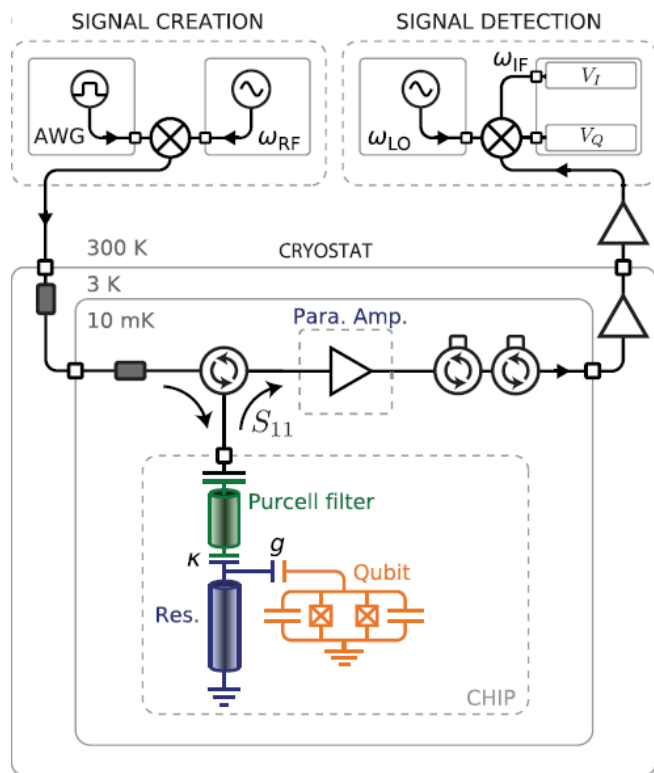 SIGNAL CREATION
SIGNAL DETECTION
AWG
ω_RF
ω_LO
ω_IF
V_I
V_Q
300 K
CRYOSTAT
3 K
10 mK
Para. Amp.
S_11
Purcell filter
κ
g
Qubit
Res.
CHIP